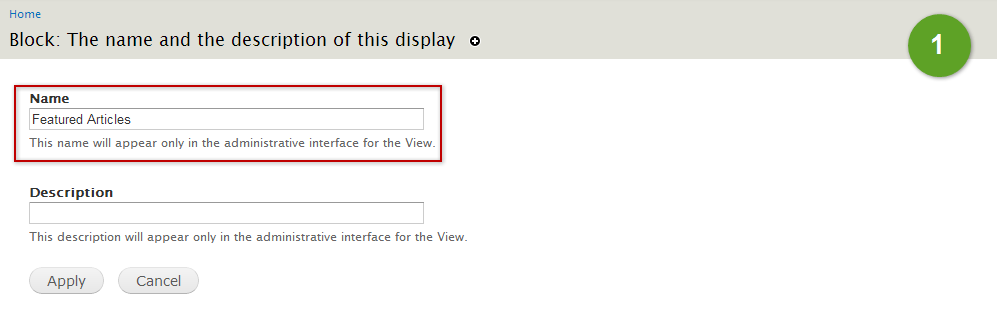 Home
Block: The name and the description of this display
1
Name
Featured Articles
This name will appear only in the administrative interface for the View.
Description
This description will appear only in the administrative interface for the View.
Apply Cancel